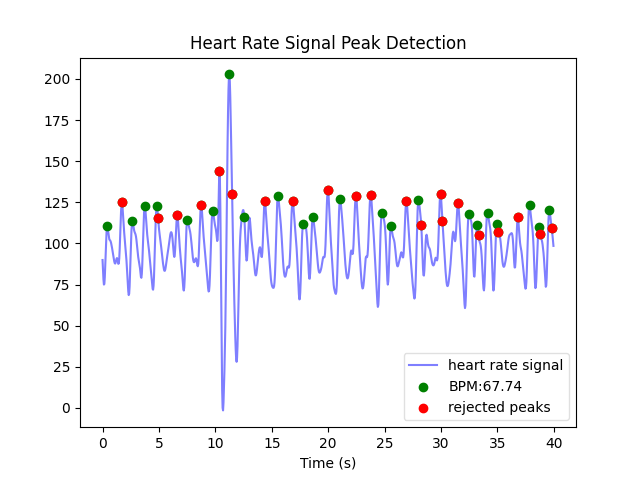 Heart Rate Signal Peak Detection
200
175
150
125
100
75
50
25
0
heart rate signal
BPM:67.74
rejected peaks
0 5 10 15 20 25 30 35 40
Time (s)